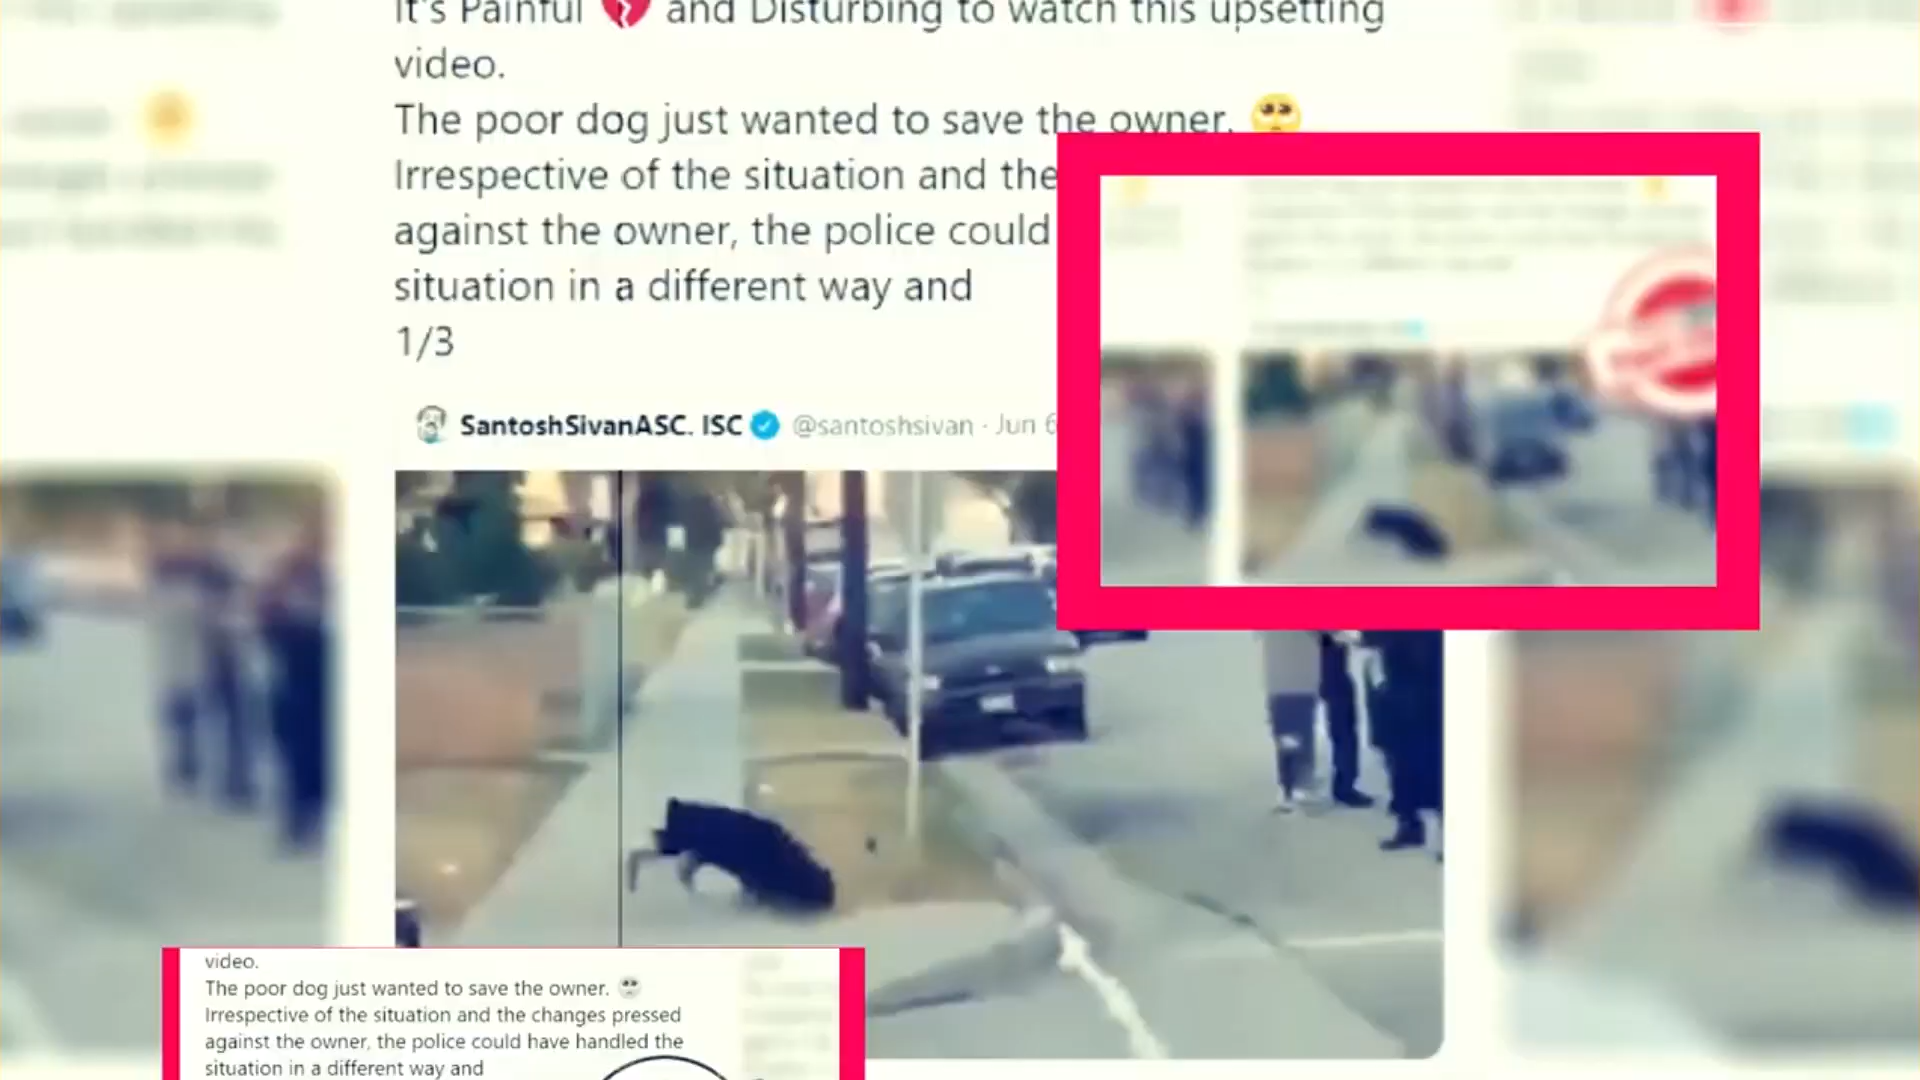 It's Painful 💔 and Disturbing to watch this upsetting
video.
The poor dog just wanted to save the owner. 🥺
Irrespective of the situation and the
against the owner, the police could
situation in a different way and
1/3
SantoshSivanASC. ISC @santoshsivan · Jun 6
video.
The poor dog just wanted to save the owner. 🥺
Irrespective of the situation and the changes pressed
against the owner, the police could have handled the
situation in a different way and